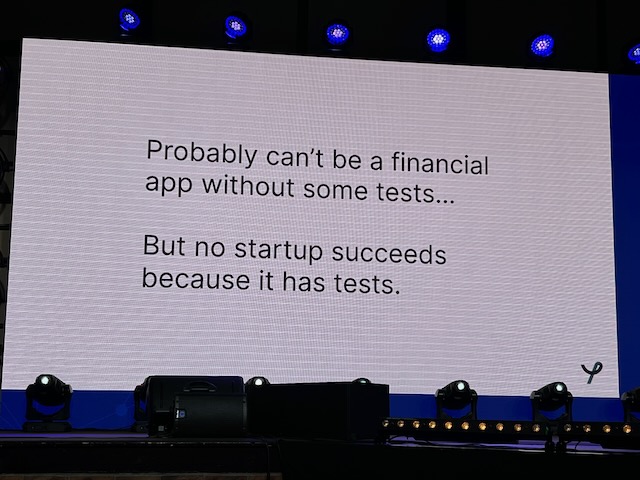 Probably can’t be a financial
app without some tests...
But no startup succeeds
because it has tests.